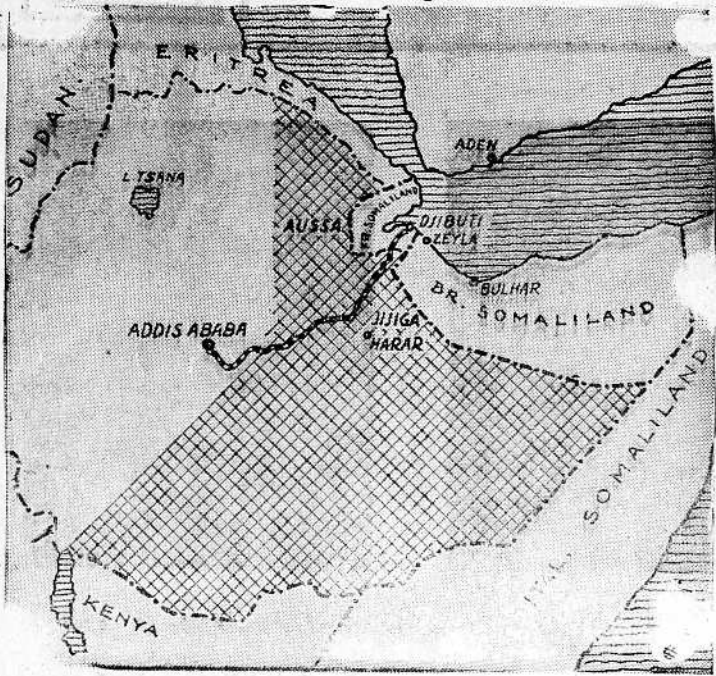 ERITREA
SUDAN.
ADEN
L. TSANA
FR. SOMALILAND
AUSSA
DJIBUTI
ZEYLA
BULHAR
BR. SOMALILAND
ADDIS ABABA
JIJIGA
HARAR
ITAL. SOMALILAND
KENYA